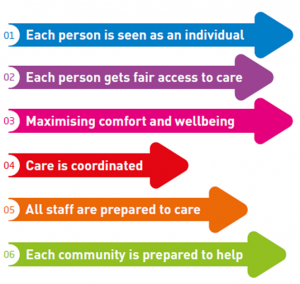 01 Each person is seen as an individual
02 Each person gets fair access to care
03 Maximising comfort and wellbeing
04 Care is coordinated
05 All staff are prepared to care
06 Each community is prepared to help